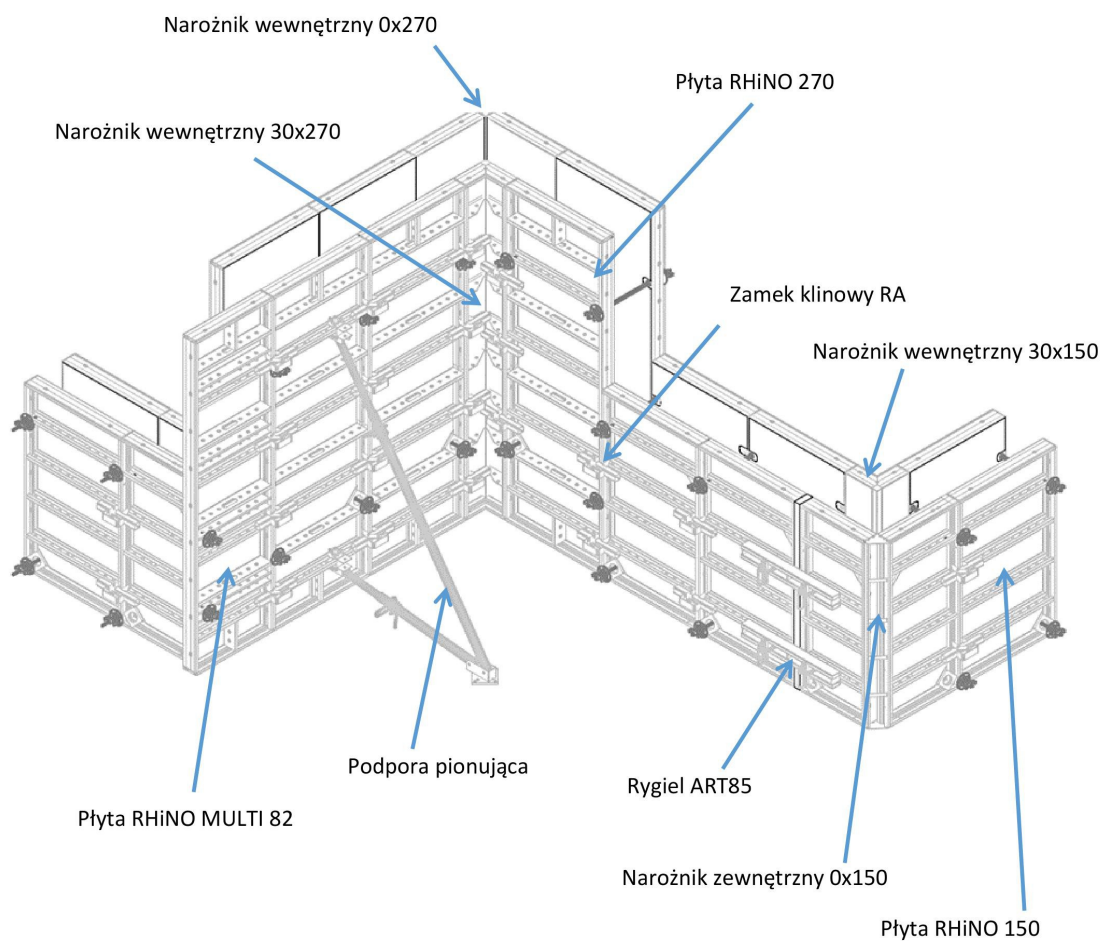 Narożnik wewnętrzny 0x270
Płyta RHiNO 270
Narożnik wewnętrzny 30x270
Zamek klinowy RA
Narożnik wewnętrzny 30x150
Podpora pionująca
Rygiel ART85
Płyta RHiNO MULTI 82
Narożnik zewnętrzny 0x150
Płyta RHiNO 150